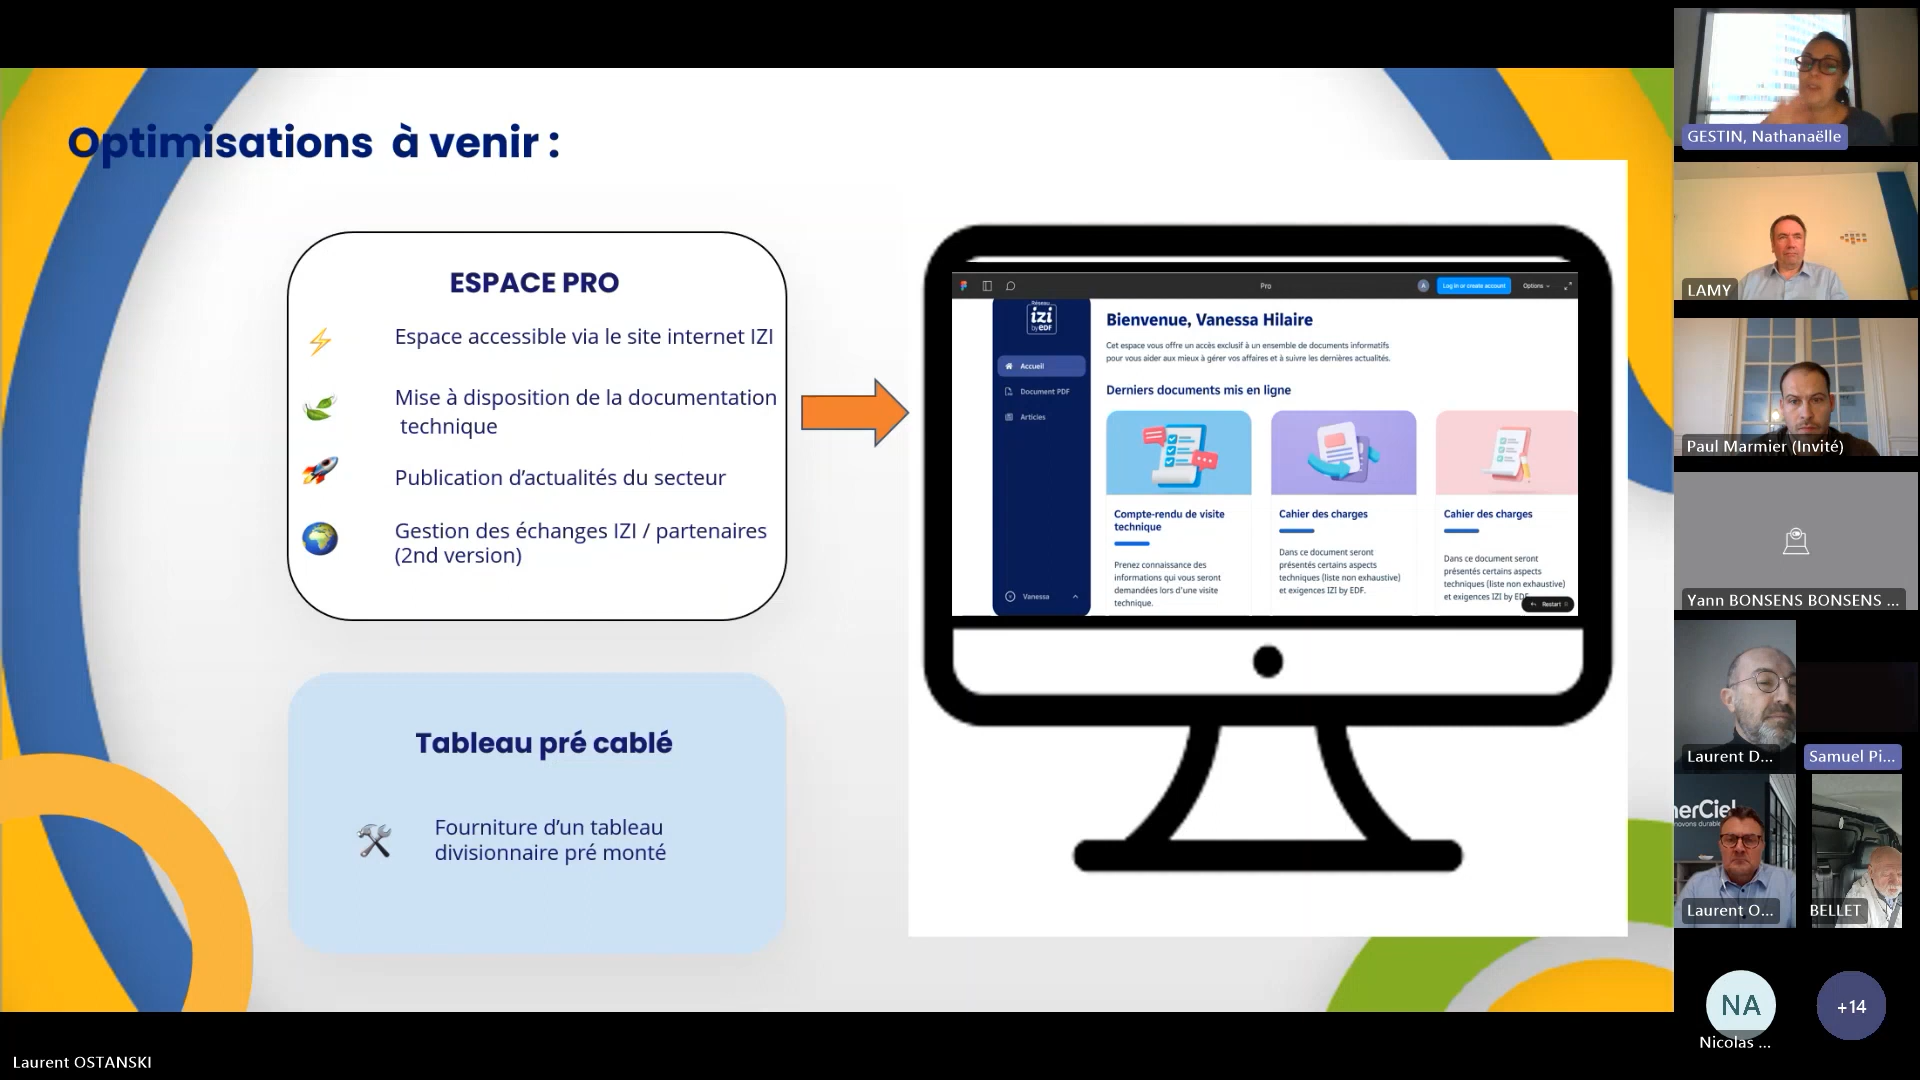 Optimisations à venir :
ESPACE PRO
Espace accessible via le site internet IZI
Mise à disposition de la documentation
technique
Publication d’actualités du secteur
Gestion des échanges IZI / partenaires
(2nd version)
Tableau pré cablé
Fourniture d’un tableau
divisionnaire pré monté
Pro
A
Log in or create account
Options
Réseau
izi
by EDF
Accueil
Document PDF
Articles
Vanessa
Bienvenue, Vanessa Hilaire
Cet espace vous offre un accès exclusif à un ensemble de documents informatifs
pour vous aider aux mieux à gérer vos affaires et à suivre les dernières actualités.
Derniers documents mis en ligne
Compte-rendu de visite
technique
Prenez connaissance des
informations qui vous seront
demandées lors d’une visite
technique.
Cahier des charges
Dans ce document seront
présentés certains aspects
techniques (liste non exhaustive)
et exigences IZI by EDF.
Cahier des charges
Dans ce document seront
présentés certains aspects
techniques (liste non exhaustive)
et exigences IZI by EDF.
Restart
GESTIN, Nathanaëlle
LAMY
Paul Marmier (Invité)
Yann BONSENS BONSENS ...
Laurent D...
Samuel Pi...
nerCiel
novons durable
Laurent O...
BELLET
NA
Nicolas ...
+14
Laurent OSTANSKI